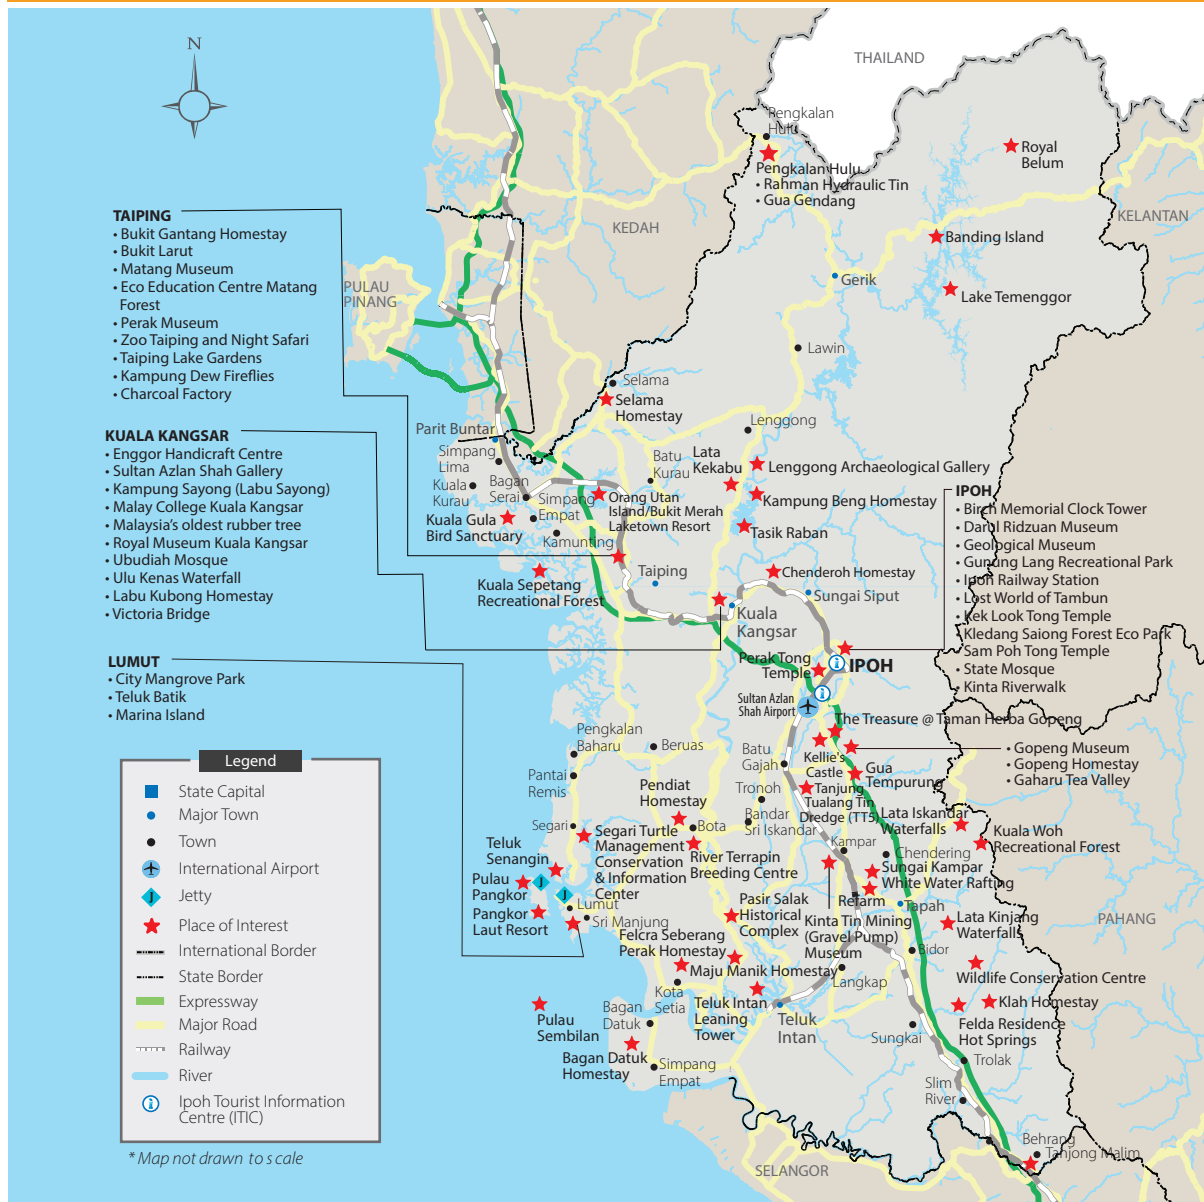 N
THAILAND
Pengkalan
Hulu
Royal
Belum
Pengkalan Hulu
• Rahman Hydraulic Tin
• Gua Gendang
KELANTAN
KEDAH
Banding Island
Gerik
Lake Temenggor
PULAU
PINANG
TAIPING
• Bukit Gantang Homestay
• Bukit Larut
• Matang Museum
• Eco Education Centre Matang
Forest
• Perak Museum
• Zoo Taiping and Night Safari
• Taiping Lake Gardens
• Kampung Dew Fireflies
• Charcoal Factory
Lawin
Selama
Selama
Homestay
Lenggong
Parit Buntar
Simpang
Lima
Kuala
Kurau
Bagan
Serai
Simpang
Empat
Batu
Kurau
Lata
Kekabu
Lenggong Archaeological Gallery
Kampung Beng Homestay
Orang Utan
Island/Bukit Merah
Laketown Resort
Kuala Gula
Bird Sanctuary
Kamunting
Tasik Raban
KUALA KANGSAR
• Enggor Handicraft Centre
• Sultan Azlan Shah Gallery
• Kampung Sayong (Labu Sayong)
• Malay College Kuala Kangsar
• Malaysia's oldest rubber tree
• Royal Museum Kuala Kangsar
• Ubudiah Mosque
• Ulu Kenas Waterfall
• Labu Kubong Homestay
• Victoria Bridge
IPOH
• Birch Memorial Clock Tower
• Darul Ridzuan Museum
• Geological Museum
• Gunung Lang Recreational Park
• Ipoh Railway Station
• Lost World of Tambun
• Kek Look Tong Temple
• Kledang Saiong Forest Eco Park
• Sam Poh Tong Temple
• State Mosque
• Kinta Riverwalk
Kuala Sepetang
Recreational Forest
Taiping
Chenderoh Homestay
Sungai Siput
Kuala
Kangsar
Perak Tong
Temple
i
IPOH
i
Sultan Azlan
Shah Airport
LUMUT
• City Mangrove Park
• Teluk Batik
• Marina Island
The Treasure @ Taman Herba Gopeng
• Gopeng Museum
• Gopeng Homestay
• Gaharu Tea Valley
Pengkalan
Baharu
Beruas
Batu
Gajah
Kellie's
Castle
Gua
Tempurung
Pantai
Remis
Pendiat
Homestay
Tronoh
Tanjung
Tualang Tin
Dredge (TT5)
Bandar
Sri Iskandar
Lata Iskandar
Waterfalls
Segari
Segari Turtle
Management
Conservation
& Information
Center
Bota
River Terrapin
Breeding Centre
Kampar
Chendering
Kuala Woh
Recreational Forest
Teluk
Senangin
Pulau
Pangkor
J
J
Sungai Kampar
White Water Rafting
Pangkor
Laut Resort
Lumut
Sri Manjung
Pasir Salak
Historical
Complex
Refarm
Tapah
Kinta Tin Mining
(Gravel Pump)
Museum
Lata Kinjang
Waterfalls
PAHANG
Felcra Seberang
Perak Homestay
Maju Manik Homestay
Bidor
Wildlife Conservation Centre
Langkap
Kota
Setia
Teluk Intan
Leaning
Tower
Teluk
Intan
Klah Homestay
Felda Residence
Hot Springs
Pulau
Sembilan
Bagan
Datuk
Sungkai
Bagan Datuk
Homestay
Simpang
Empat
Trolak
Slim
River
Behrang
Tanjong Malim
SELANGOR
Legend
State Capital
Major Town
Town
International Airport
J
Jetty
Place of Interest
International Border
State Border
Expressway
Major Road
Railway
River
i
Ipoh Tourist Information
Centre (ITIC)
* Map not drawn to scale